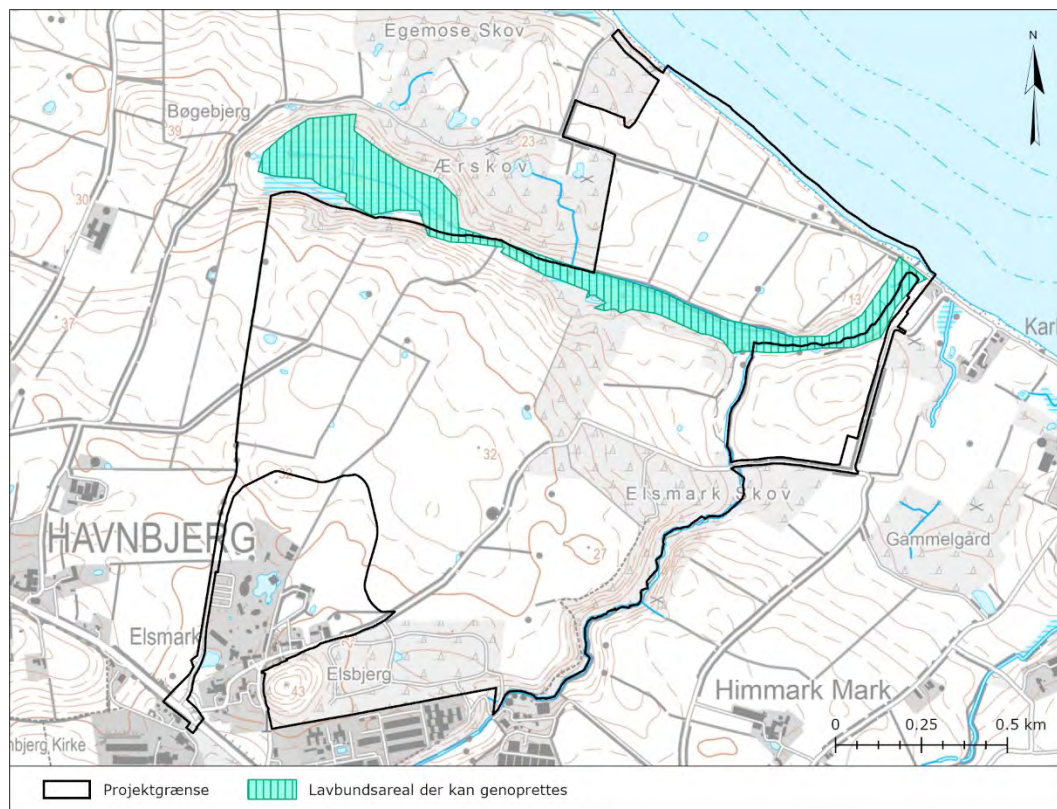 Egemose Skov
N
Bøgebjerg
39
23
Ærskov
30
13
Kar
37
32
32
Elsmark Skov
HAVNBJERG
27
Gammelgård
Elsmark
Elsbjerg
43
Himmark Mark
nbjerg Kirke
0 0.25 0.5 km
Projektgrænse
Lavbundsareal der kan genoprettes